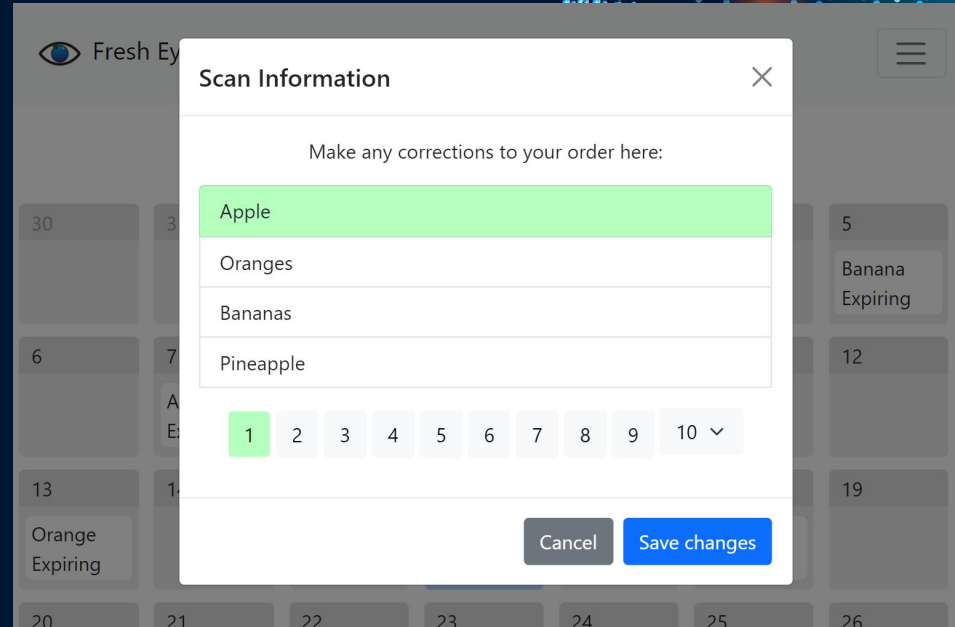 Fresh Ey
Scan Information
Make any corrections to your order here:
Apple
Oranges
Bananas
Pineapple
1 2 3 4 5 6 7 8 9 10
Cancel Save changes
30 3 5
Banana
Expiring
6 7 12
A
E
13 1 19
Orange
Expiring
20 21 22 23 24 25 26